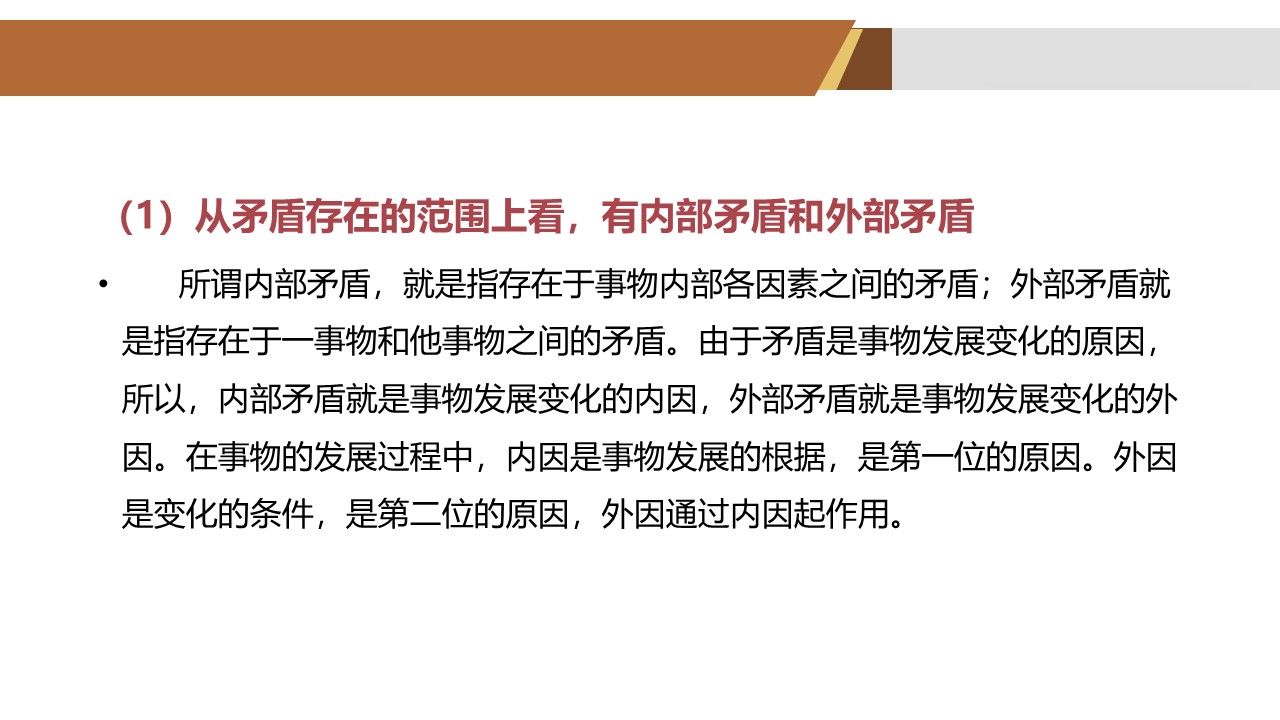 （1）从矛盾存在的范围上看，有内部矛盾和外部矛盾
• 所谓内部矛盾，就是指存在于事物内部各因素之间的矛盾；外部矛盾就
是指存在于一事物和他事物之间的矛盾。由于矛盾是事物发展变化的原因，
所以，内部矛盾就是事物发展变化的内因，外部矛盾就是事物发展变化的外
因。在事物的发展过程中，内因是事物发展的根据，是第一位的原因。外因
是变化的条件，是第二位的原因，外因通过内因起作用。